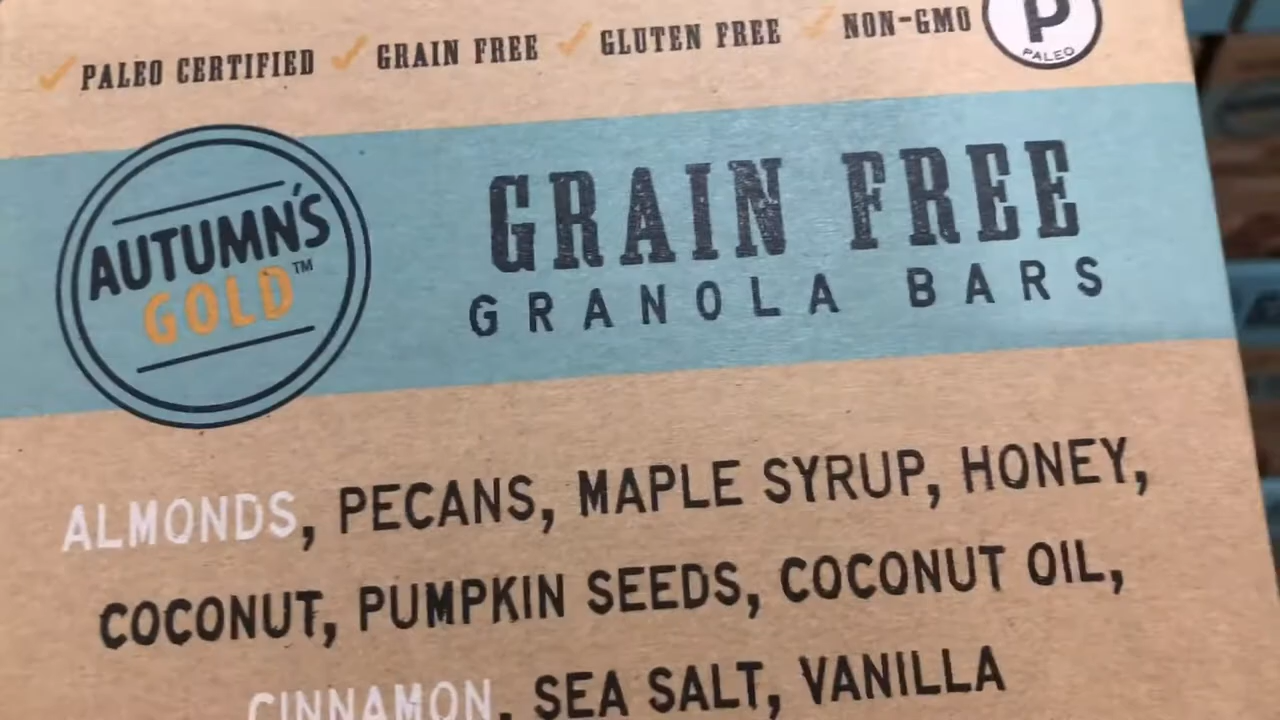 PALEO CERTIFIED GRAIN FREE GLUTEN FREE NON-GMO
P
PALEO
AUTUMN'S
GOLD™
GRAIN FREE
GRANOLA BARS
ALMONDS, PECANS, MAPLE SYRUP, HONEY,
COCONUT, PUMPKIN SEEDS, COCONUT OIL,
CINNAMON, SEA SALT, VANILLA